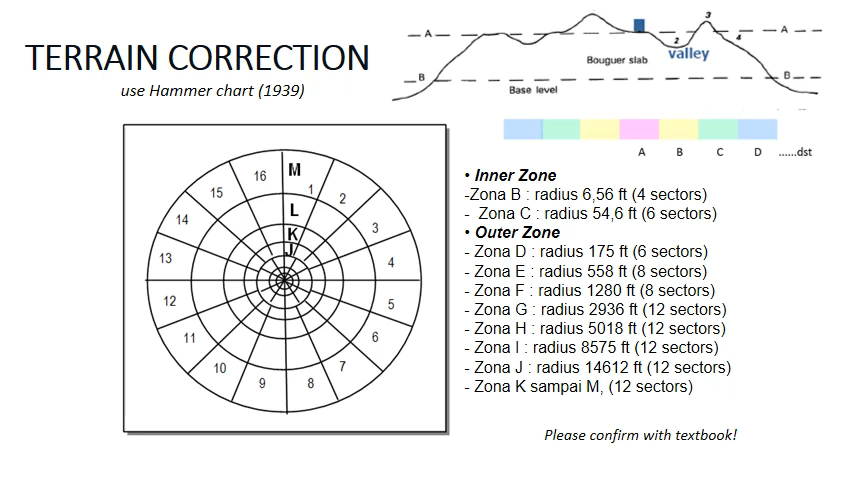 TERRAIN CORRECTION
use Hammer chart (1939)
3
A
A
2
4
valley
Bouguer slab
B
B
Base level
A B C D ......dst
M
L
K
J
1
2
3
4
5
6
7
8
9
10
11
12
13
14
15
16
• Inner Zone
-Zona B : radius 6,56 ft (4 sectors)
- Zona C : radius 54,6 ft (6 sectors)
• Outer Zone
- Zona D : radius 175 ft (6 sectors)
- Zona E : radius 558 ft (8 sectors)
- Zona F : radius 1280 ft (8 sectors)
- Zona G : radius 2936 ft (12 sectors)
- Zona H : radius 5018 ft (12 sectors)
- Zona I : radius 8575 ft (12 sectors)
- Zona J : radius 14612 ft (12 sectors)
- Zona K sampai M, (12 sectors)
Please confirm with textbook!